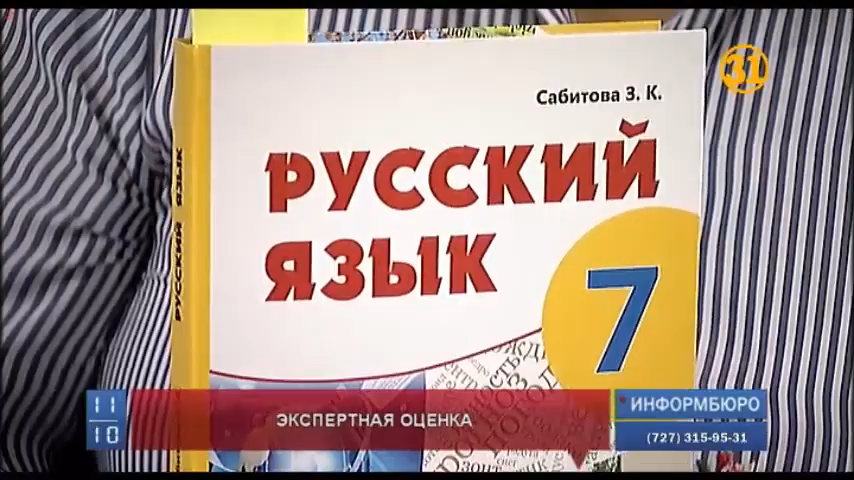 31
Сабитова З. К.
РУССКИЙ
ЯЗЫК
7
РУССКИЙ ЯЗЫК
11
10
ЭКСПЕРТНАЯ ОЦЕНКА
ИНФОРМБЮРО
(727) 315-95-31